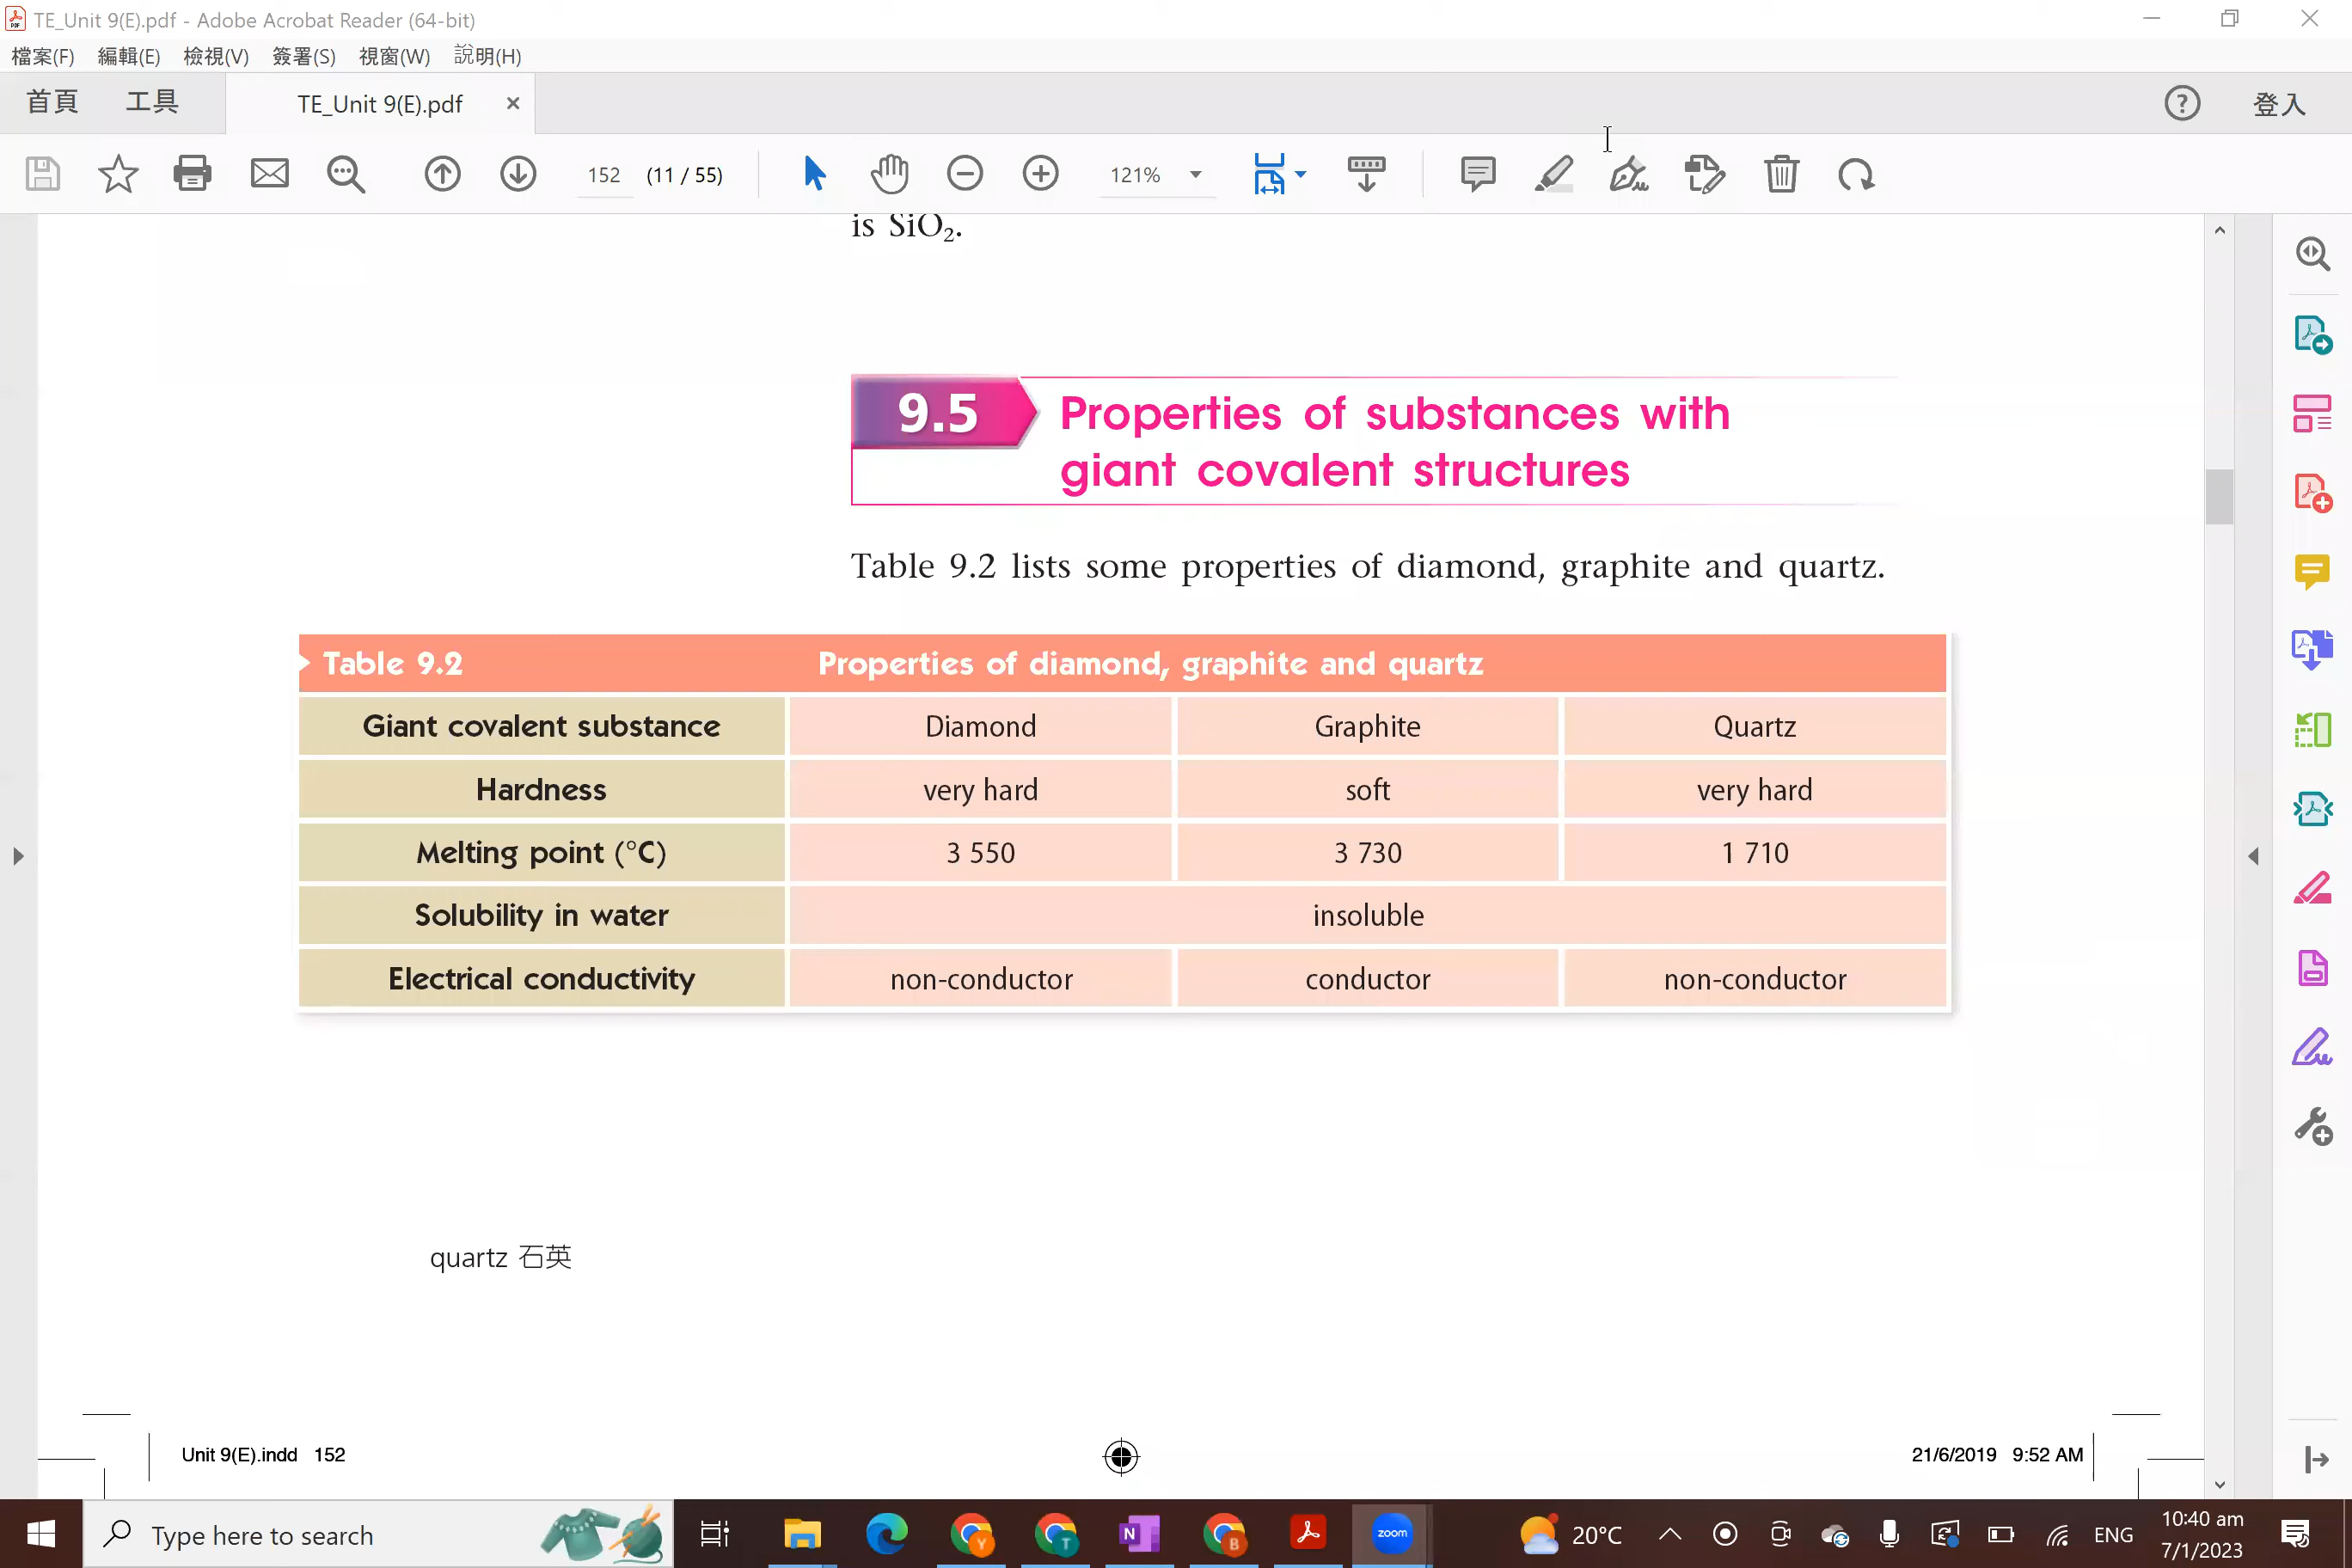 TE_Unit 9(E).pdf - Adobe Acrobat Reader (64-bit)
檔案(F) 編輯(E) 檢視(V) 簽署(S) 視窗(W) 說明(H)
首頁 工具 TE_Unit 9(E).pdf × ? 登入
152 (11 / 55) 121%
is SiO₂.
9.5 Properties of substances with
giant covalent structures
Table 9.2 lists some properties of diamond, graphite and quartz.
Table 9.2 Properties of diamond, graphite and quartz
Giant covalent substance Diamond Graphite Quartz
Hardness very hard soft very hard
Melting point (°C) 3 550 3 730 1 710
Solubility in water insoluble
Electrical conductivity non-conductor conductor non-conductor
quartz 石英
Unit 9(E).indd 152 21/6/2019 9:52 AM
Type here to search Y T N B zoom 20°C ENG 10:40 am
7/1/2023